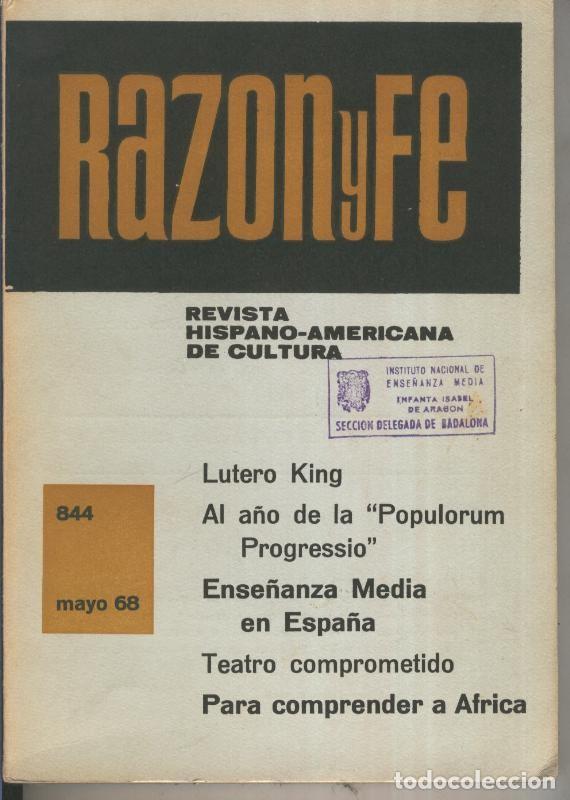 RAZON y FE
REVISTA
HISPANO-AMERICANA
DE CULTURA
INSTITUTO NACIONAL DE
ENSEÑANZA MEDIA
INFANTA ISABEL
DE ARAGON
SECCION DELEGADA DE BADALONA
844
mayo 68
Lutero King
Al año de la “Populorum
Progressio”
Enseñanza Media
en España
Teatro comprometido
Para comprender a Africa
todocoleccion